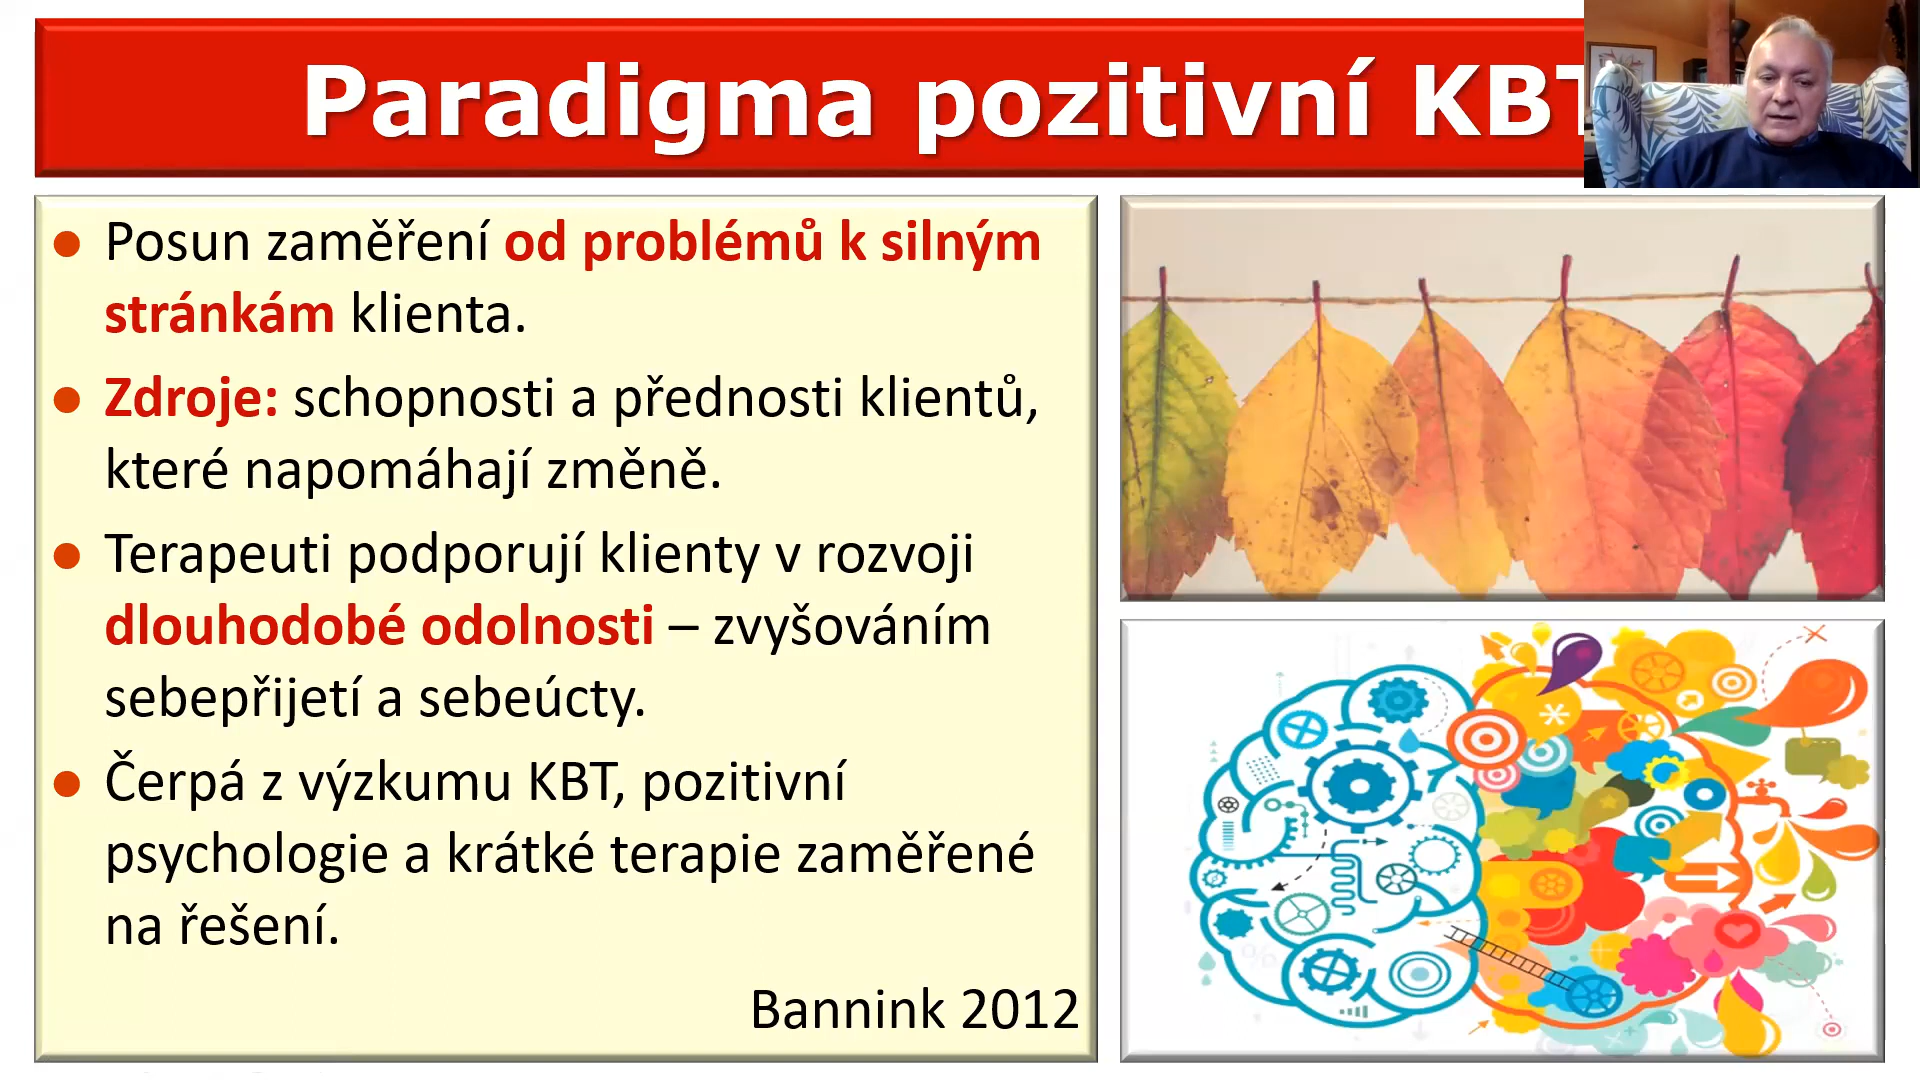 Paradigma pozitivní KBT
Posun zaměření od problémů k silným
stránkám klienta.
Zdroje: schopnosti a přednosti klientů,
které napomáhají změně.
Terapeuti podporují klienty v rozvoji
dlouhodobé odolnosti – zvyšováním
sebepřijetí a sebeúcty.
Čerpá z výzkumu KBT, pozitivní
psychologie a krátké terapie zaměřené
na řešení.
Bannink 2012